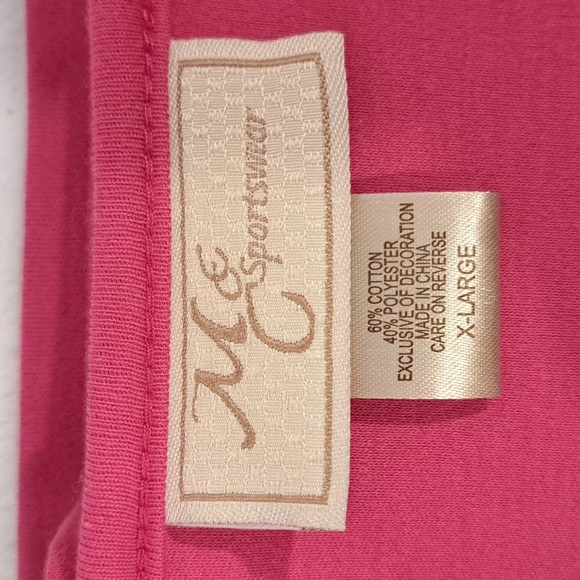 M&C
Sportswear
60% COTTON
40% POLYESTER
EXCLUSIVE OF DECORATION
MADE IN CHINA
CARE ON REVERSE
X-LARGE